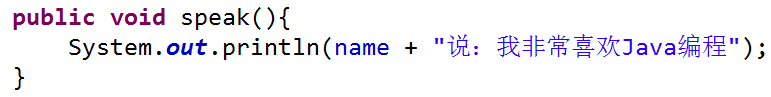 public void speak(){
    System.out.println(name + "说：我非常喜欢Java编程");
}